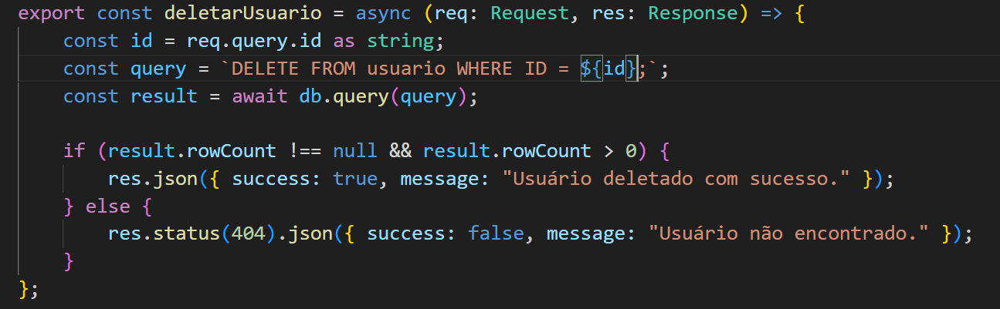 export const deletarUsuario = async (req: Request, res: Response) => {
const id = req.query.id as string;
const query = `DELETE FROM usuario WHERE ID = ${id};`;
const result = await db.query(query);
if (result.rowCount !== null && result.rowCount > 0) {
res.json({ success: true, message: "Usuário deletado com sucesso." });
} else {
res.status(404).json({ success: false, message: "Usuário não encontrado." });
}
};